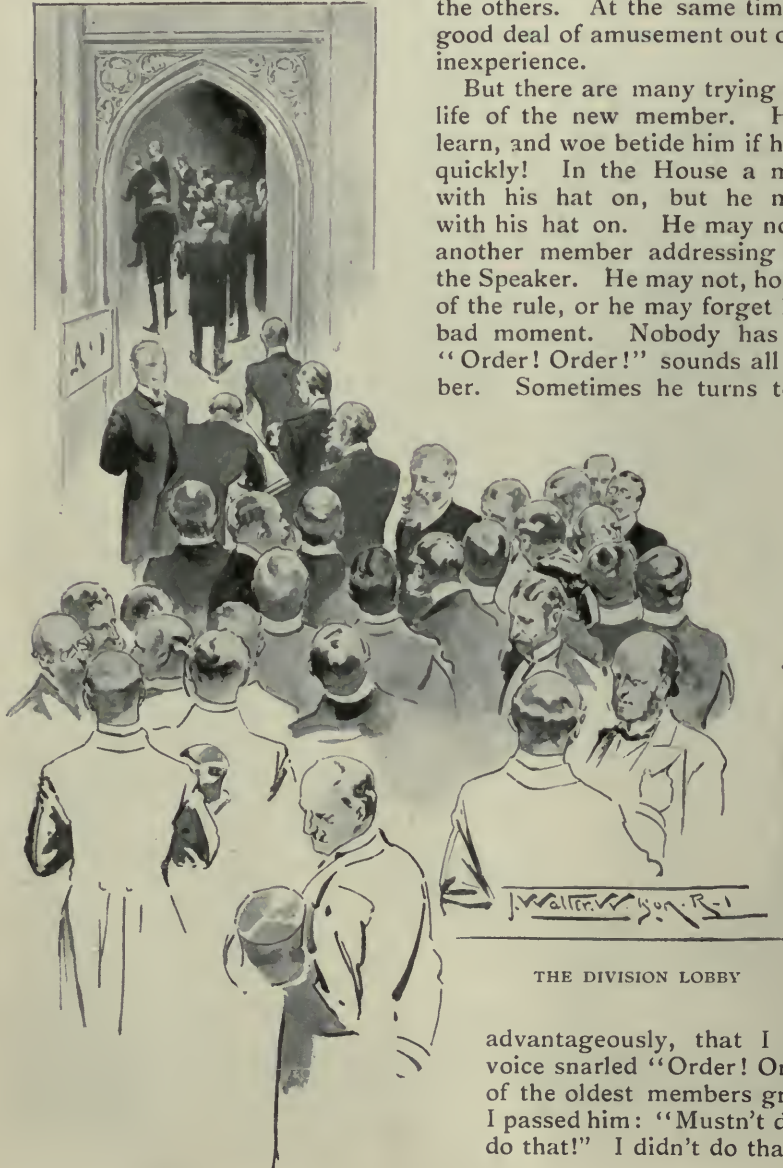 the others. At the same tim
good deal of amusement out o
inexperience.
But there are many trying
life of the new member. H
learn, and woe betide him if h
quickly! In the House a m
with his hat on, but he m
with his hat on. He may no
another member addressing
the Speaker. He may not, ho
of the rule, or he may forget
bad moment. Nobody has
"Order! Order!" sounds all
ber. Sometimes he turns t
J. Walter Wilson. R-I
THE DIVISION LOBBY
advantageously, that I
voice snarled "Order! Or
of the oldest members gr
I passed him: "Mustn't d
do that!" I didn't do tha